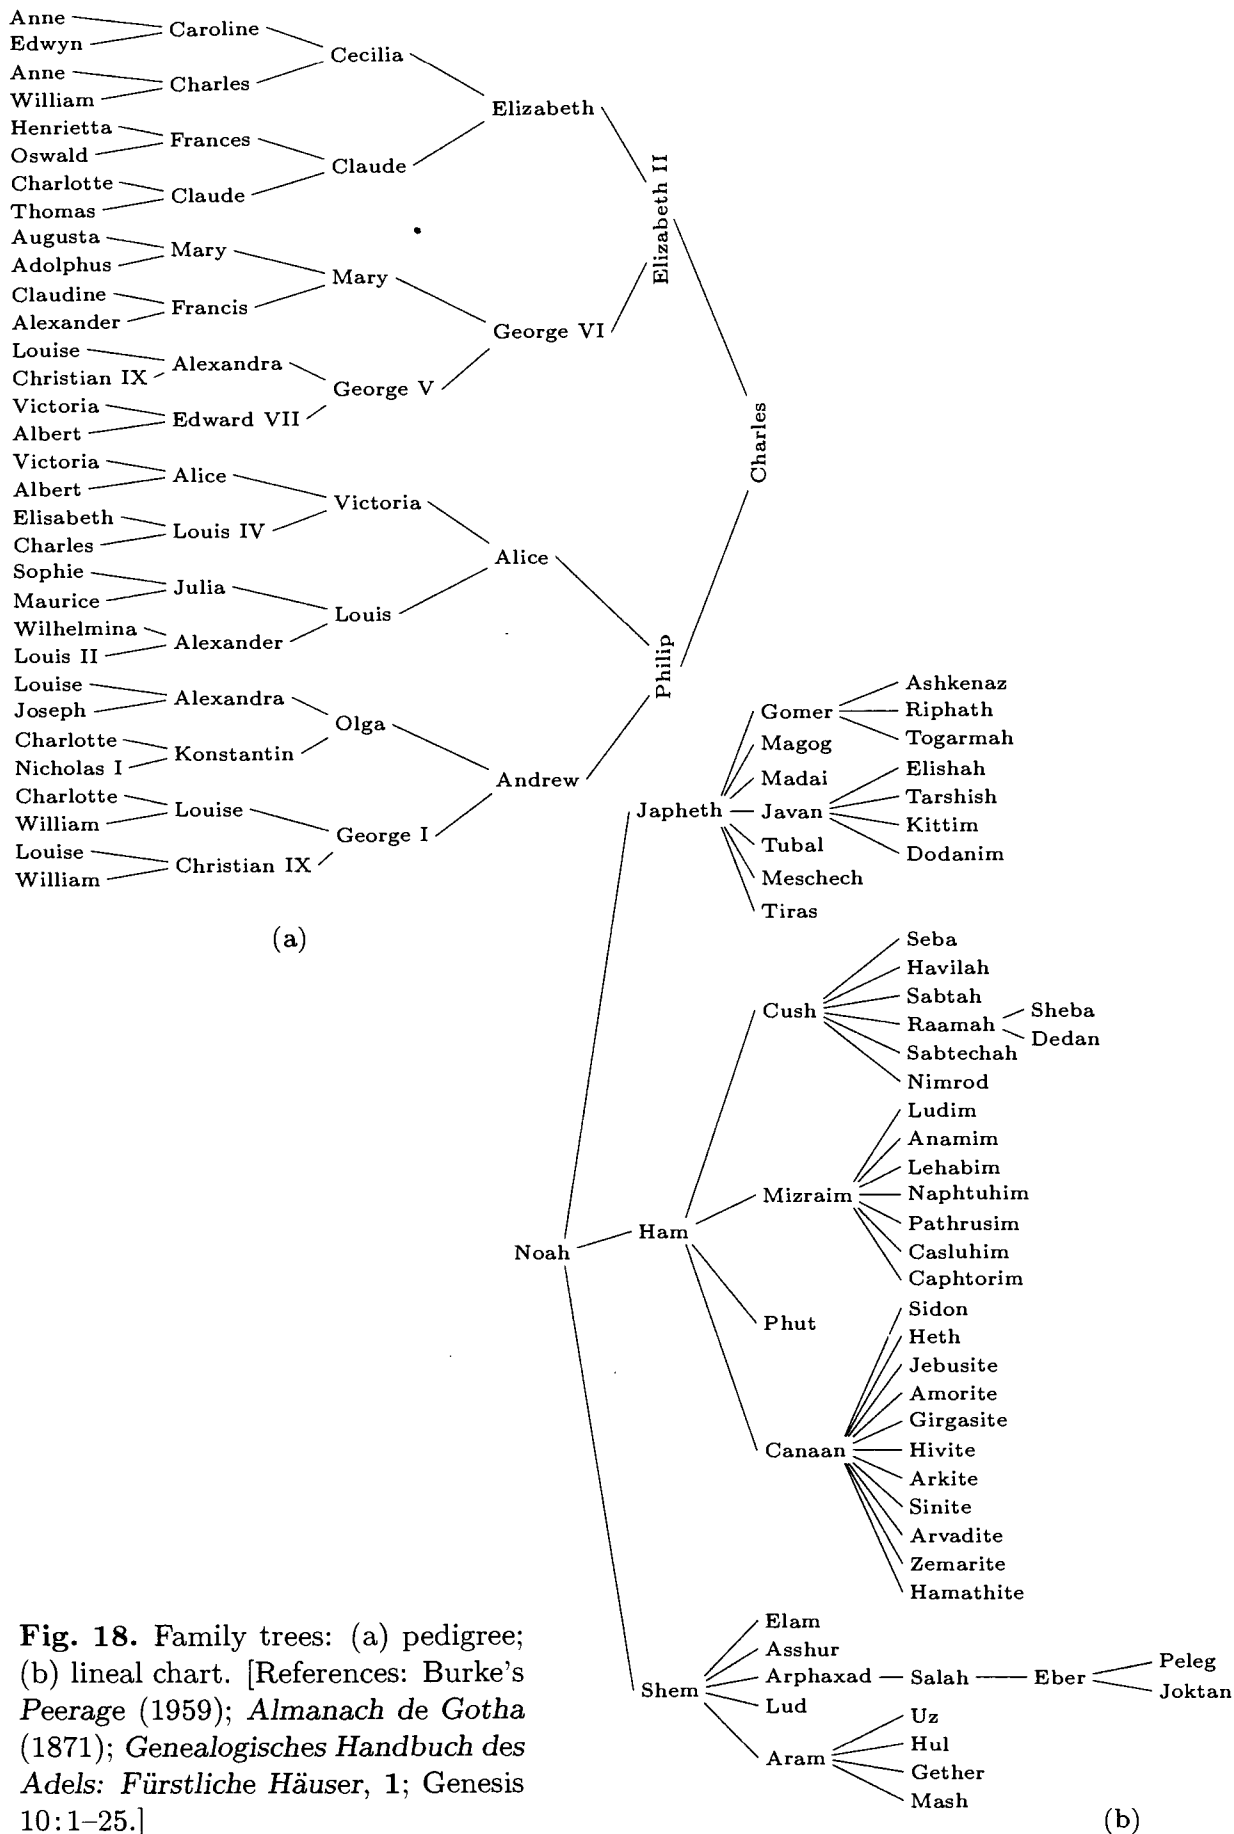 Anne
Edwyn
Caroline
Anne
William
Charles
Cecilia
Henrietta
Oswald
Frances
Charlotte
Thomas
Claude
Claude
Elizabeth
Augusta
Adolphus
Mary
Claudine
Alexander
Francis
Mary
Louise
Christian IX
Alexandra
Victoria
Albert
Edward VII
George V
George VI
Elizabeth II
Victoria
Albert
Alice
Elisabeth
Charles
Louis IV
Victoria
Sophie
Maurice
Julia
Wilhelmina
Louis II
Alexander
Louis
Alice
Louise
Joseph
Alexandra
Charlotte
Nicholas I
Konstantin
Olga
Charlotte
William
Louise
Louise
William
Christian IX
George I
Andrew
Philip
Charles
(a)
Noah
Japheth
Gomer
Ashkenaz
Riphath
Togarmah
Magog
Madai
Javan
Elishah
Tarshish
Kittim
Dodanim
Tubal
Meschech
Tiras
Ham
Cush
Seba
Havilah
Sabtah
Raamah
Sheba
Dedan
Sabtechah
Nimrod
Mizraim
Ludim
Anamim
Lehabim
Naphtuhim
Pathrusim
Casluhim
Caphtorim
Phut
Canaan
Sidon
Heth
Jebusite
Amorite
Girgasite
Hivite
Arkite
Sinite
Arvadite
Zemarite
Hamathite
Shem
Elam
Asshur
Arphaxad
Salah
Eber
Peleg
Joktan
Lud
Aram
Uz
Hul
Gether
Mash
(b)
Fig. 18. Family trees: (a) pedigree;
(b) lineal chart. [References: Burke's
Peerage (1959); Almanach de Gotha
(1871); Genealogisches Handbuch des
Adels: Fürstliche Häuser, 1; Genesis
10:1–25.]